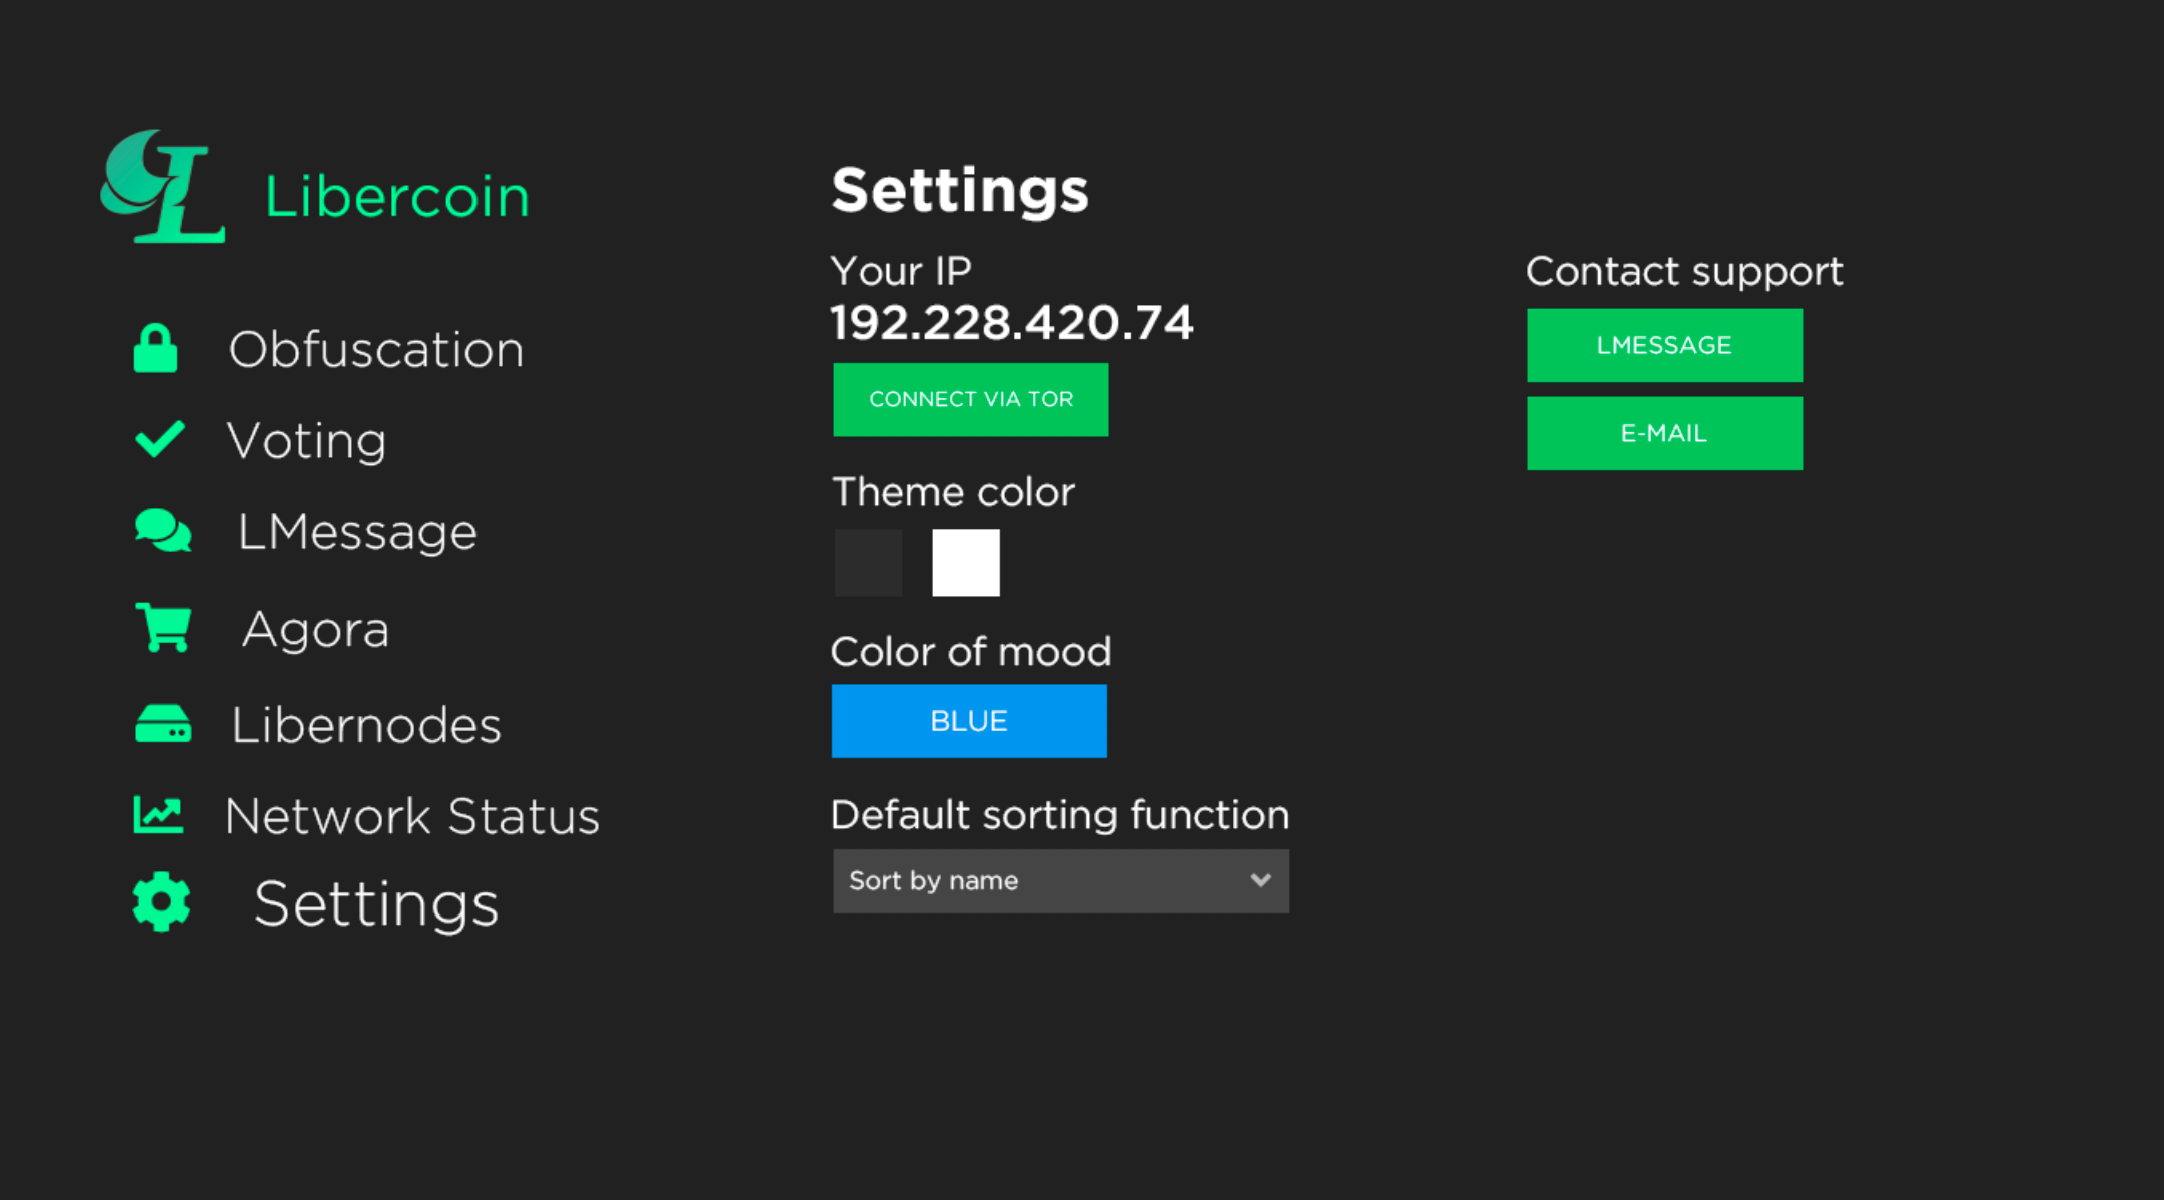 Libercoin
Obfuscation
Voting
LMessage
Agora
Libernodes
Network Status
Settings
Settings
Your IP
192.228.420.74
CONNECT VIA TOR
Theme color
Color of mood
BLUE
Default sorting function
Sort by name
Contact support
LMESSAGE
E-MAIL